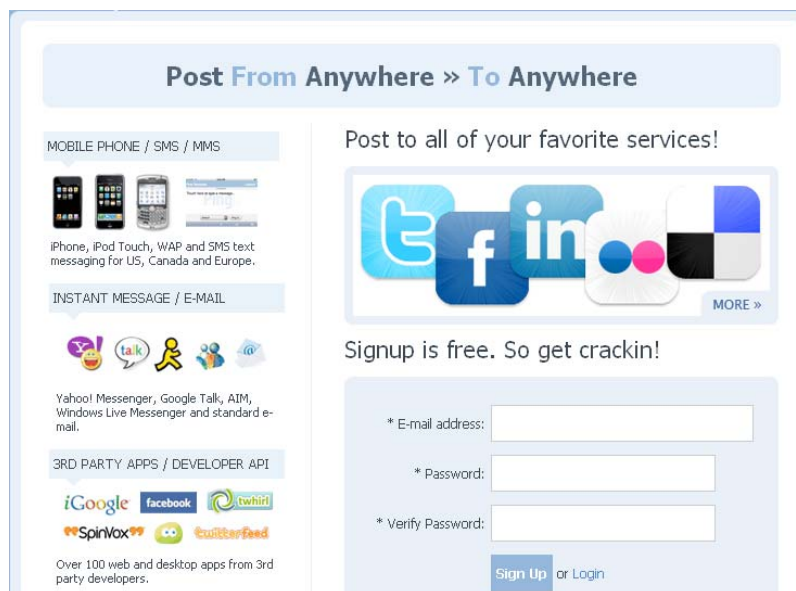 Post From Anywhere » To Anywhere
MOBILE PHONE / SMS / MMS
Ping
iPhone, iPod Touch, WAP and SMS text
messaging for US, Canada and Europe.
INSTANT MESSAGE / E-MAIL
Y!
talk
@
Yahoo! Messenger, Google Talk, AIM,
Windows Live Messenger and standard e-
mail.
3RD PARTY APPS / DEVELOPER API
iGoogle facebook twhirl
SpinVox twitterfeed
Over 100 web and desktop apps from 3rd
party developers.
Post to all of your favorite services!
t f in
MORE »
Signup is free. So get crackin!
* E-mail address:
* Password:
* Verify Password:
Sign Up or Login